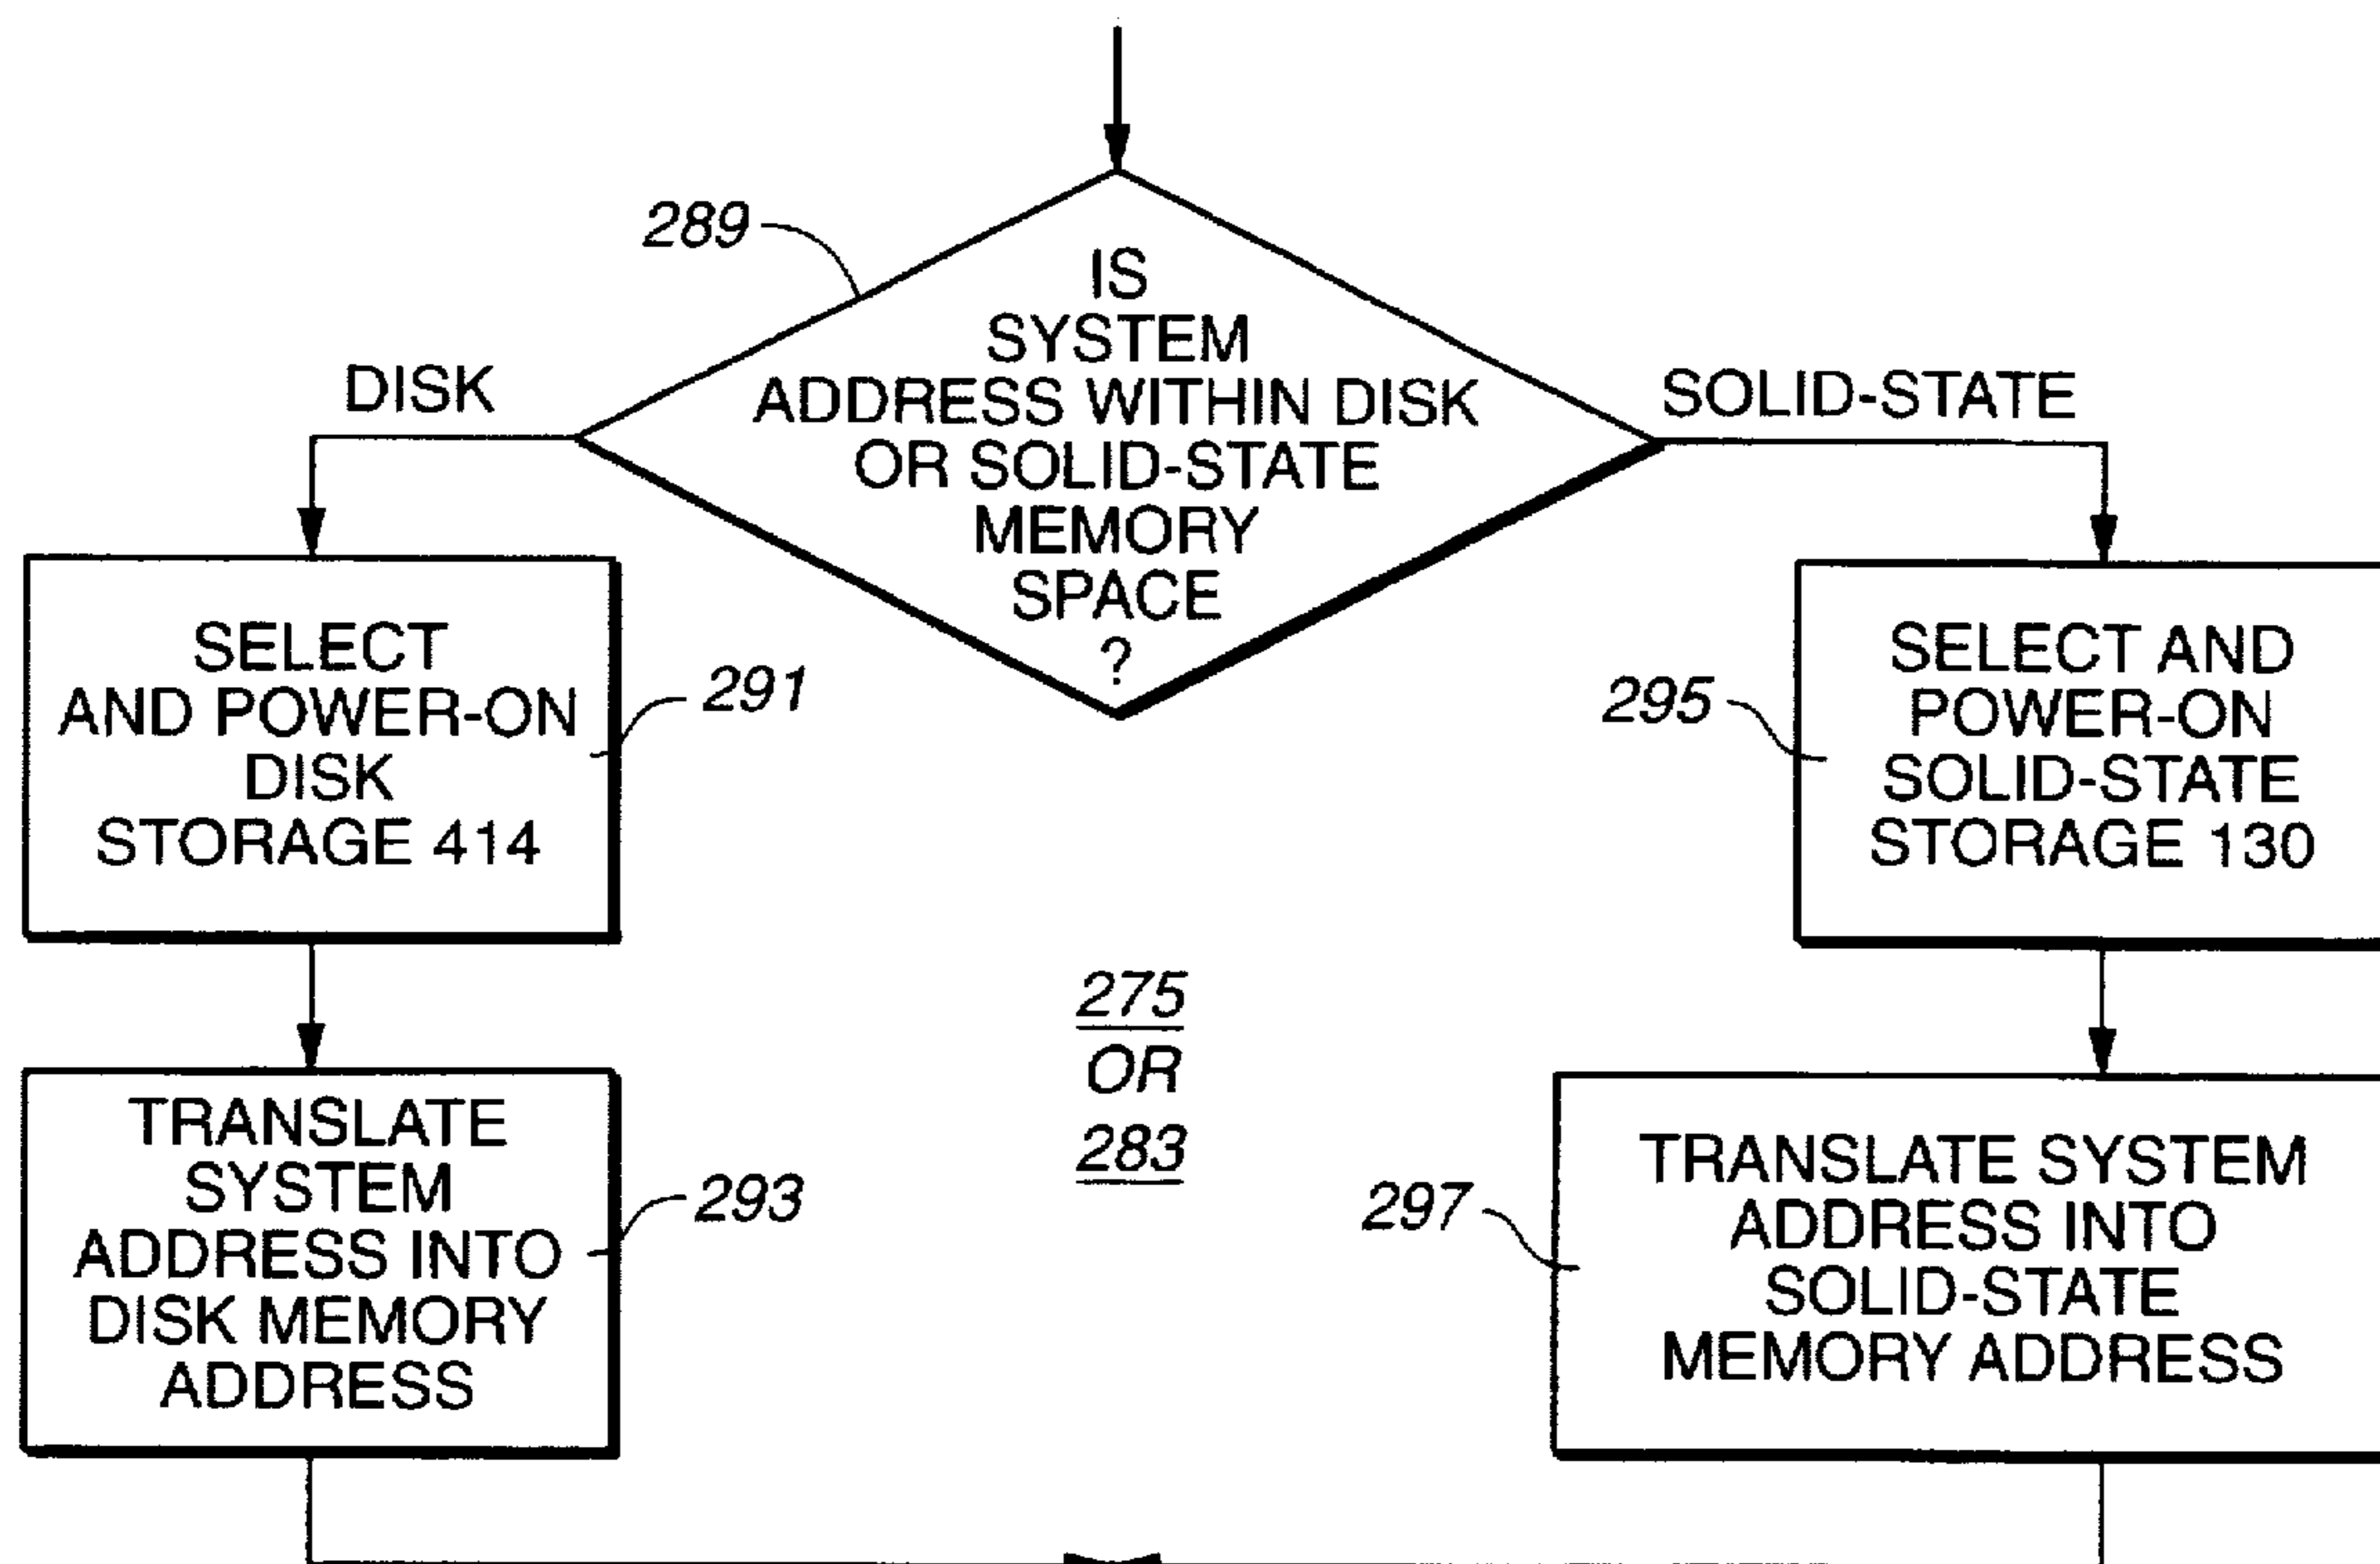 289
IS
SYSTEM
ADDRESS WITHIN DISK
OR SOLID-STATE
MEMORY
SPACE
?
DISK
SOLID-STATE
SELECT
AND POWER-ON
DISK
STORAGE 414
291
295
SELECT AND
POWER-ON
SOLID-STATE
STORAGE 130
275
OR
283
TRANSLATE
SYSTEM
ADDRESS INTO
DISK MEMORY
ADDRESS
293
297
TRANSLATE SYSTEM
ADDRESS INTO
SOLID-STATE
MEMORY ADDRESS